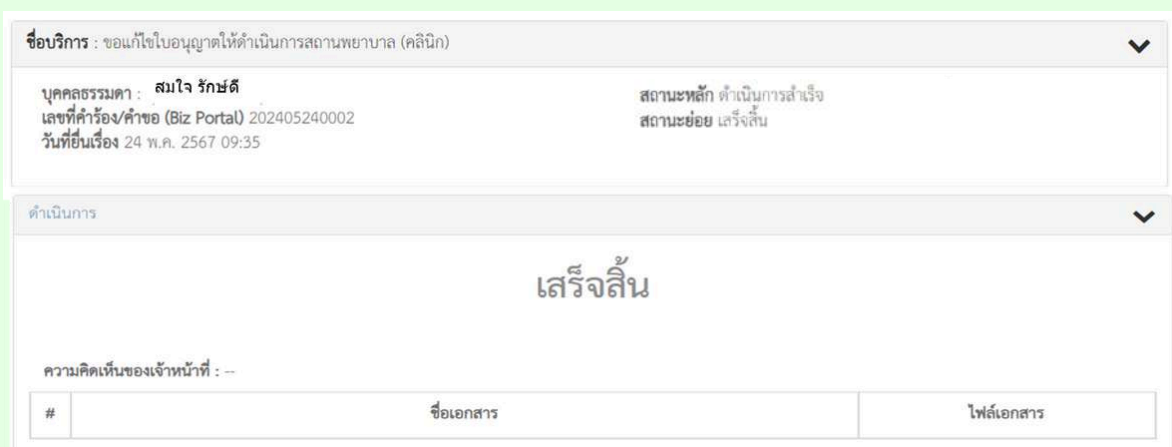 ชื่อบริการ : ขอแก้ไขใบอนุญาตให้ดำเนินการสถานพยาบาล (คลินิก)
บุคคลธรรมดา : สมใจ รักษ์ดี
เลขที่คำร้อง/คำขอ (Biz Portal) 202405240002
วันที่ยื่นเรื่อง 24 พ.ค. 2567 09:35
สถานะหลัก ดำเนินการสำเร็จ
สถานะย่อย เสร็จสิ้น
ดำเนินการ
เสร็จสิ้น
ความคิดเห็นของเจ้าหน้าที่ : --
# ชื่อเอกสาร ไฟล์เอกสาร